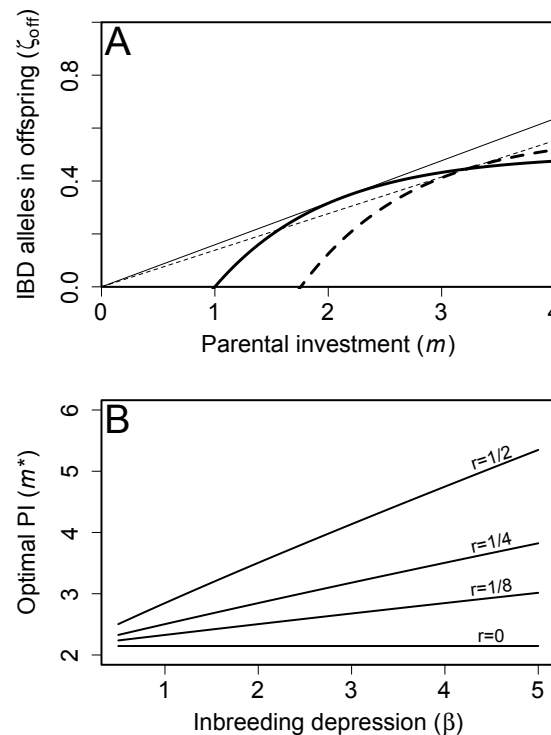 A
IBD alleles in offspring (ζoff)
0.8
0.4
0.0
0 1 2 3 4
Parental investment (m)
B
Optimal PI (m*)
6
5
4
3
2
r=1/2
r=1/4
r=1/8
r=0
1 2 3 4 5
Inbreeding depression (β)